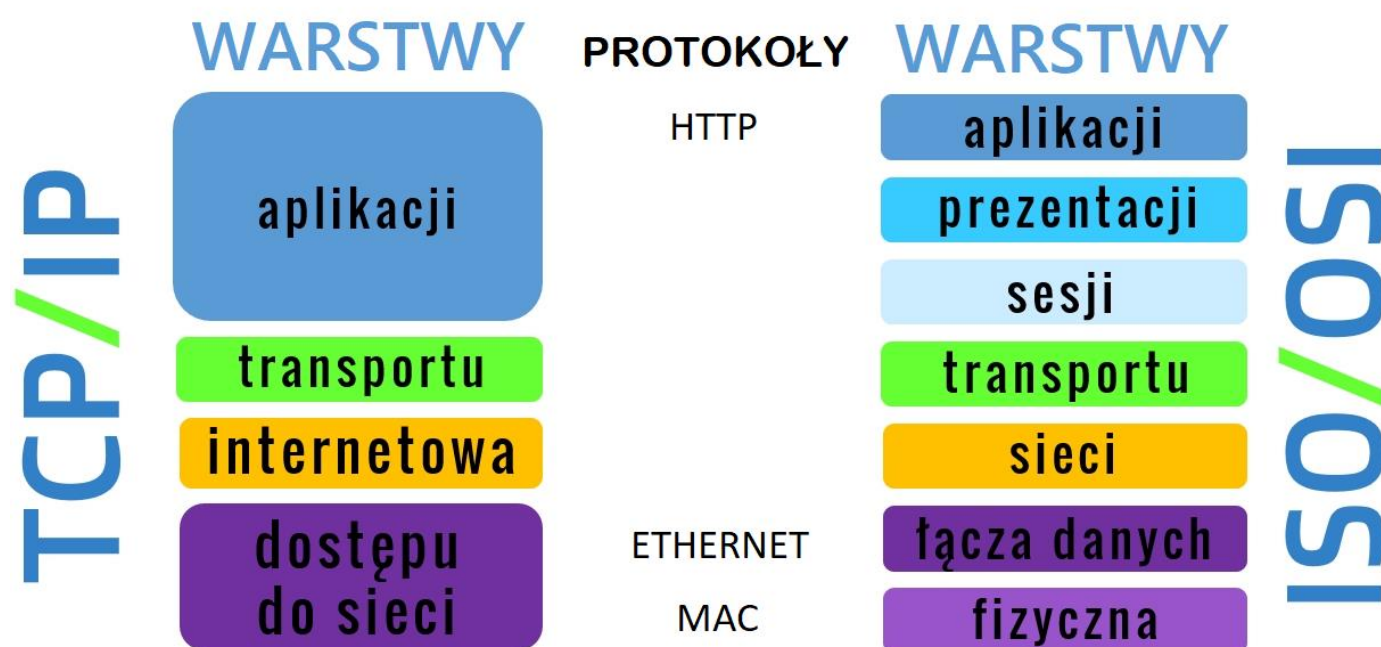 WARSTWY PROTOKOŁY WARSTWY
TCP/IP
aplikacji
transportu
internetowa
dostępu
do sieci
HTTP
ETHERNET
MAC
aplikacji
prezentacji
sesji
transportu
sieci
łącza danych
fizyczna
ISO/OSI